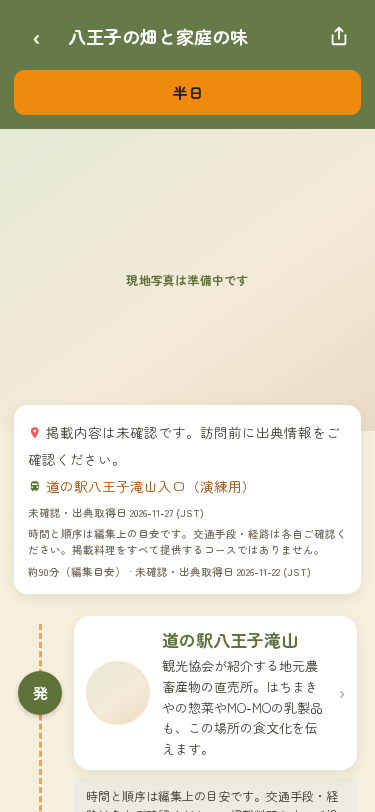 ‹ 八王子の畑と家庭の味
半日
現地写真は準備中です
掲載内容は未確認です。訪問前に出典情報をご
確認ください。
道の駅八王子滝山入口（演練用）
未確認・出典取得日 2026-11-27 (JST)
時間と順序は編集上の目安です。交通手段・経路は各自ご確認く
ださい。掲載料理をすべて提供するコースではありません。
約90分（編集目安） · 未確認・出典取得日 2026-11-22 (JST)
発
道の駅八王子滝山
観光協会が紹介する地元農
畜産物の直売所。はちまき
やの惣菜やMO-MOの乳製品
も、この場所の食文化を伝
えます。
›
時間と順序は編集上の目安です。交通手段・経